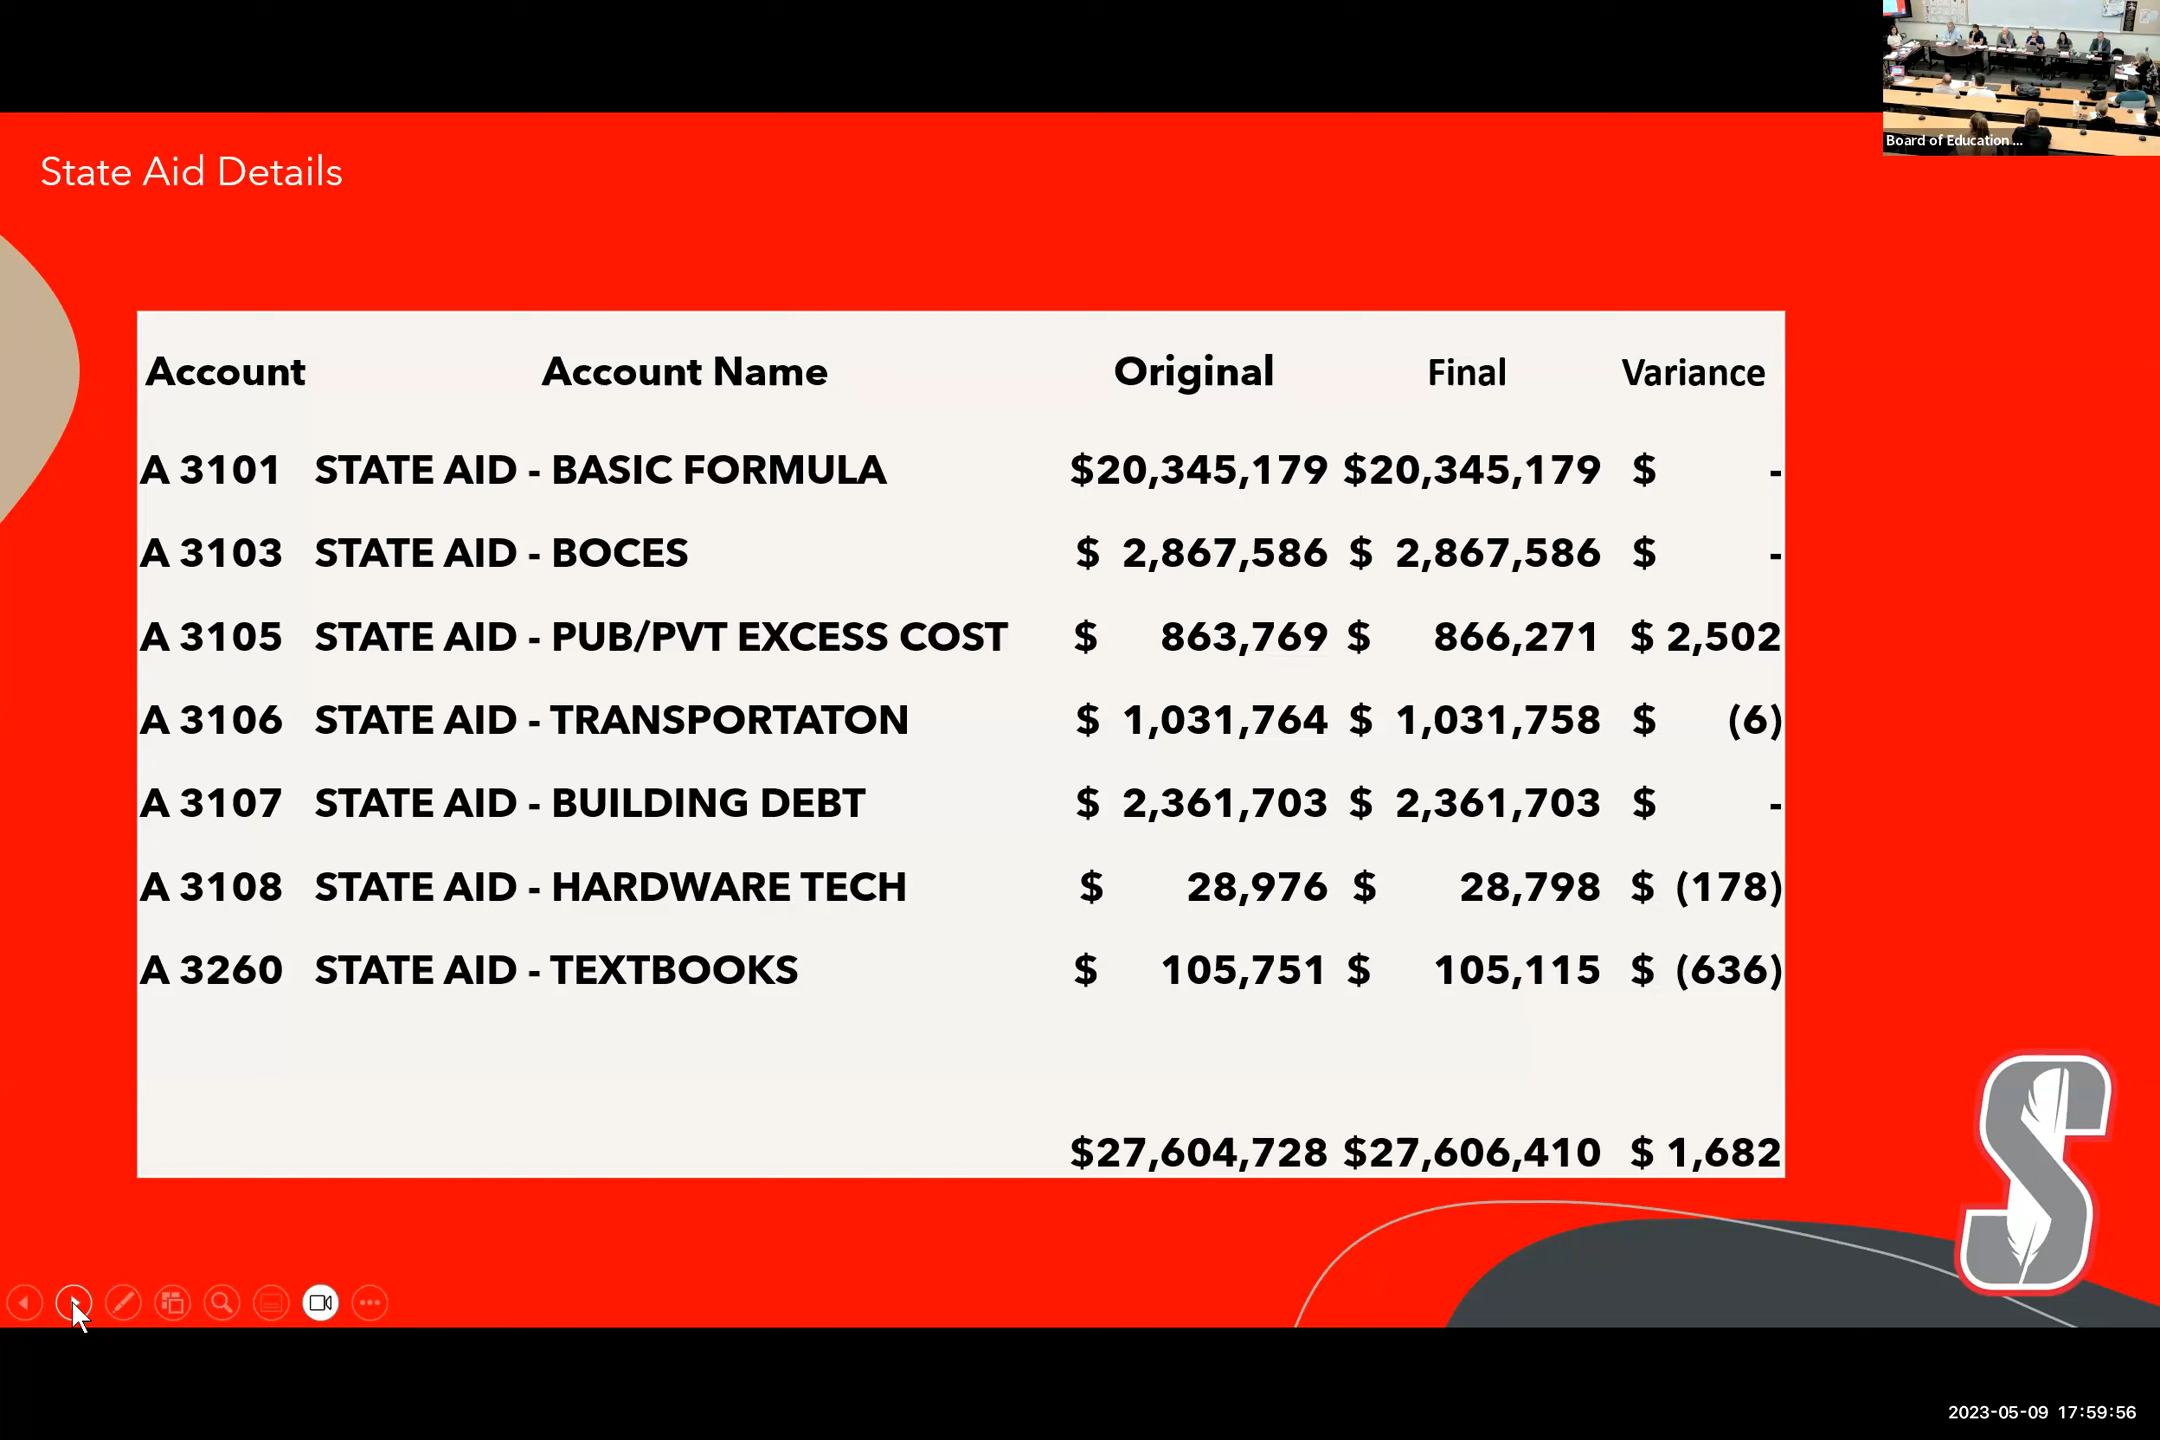 Board of Education ...
State Aid Details
Account Account Name Original Final Variance
A 3101 STATE AID - BASIC FORMULA $20,345,179 $20,345,179 $ -
A 3103 STATE AID - BOCES $ 2,867,586 $ 2,867,586 $ -
A 3105 STATE AID - PUB/PVT EXCESS COST $ 863,769 $ 866,271 $ 2,502
A 3106 STATE AID - TRANSPORTATON $ 1,031,764 $ 1,031,758 $ (6)
A 3107 STATE AID - BUILDING DEBT $ 2,361,703 $ 2,361,703 $ -
A 3108 STATE AID - HARDWARE TECH $ 28,976 $ 28,798 $ (178)
A 3260 STATE AID - TEXTBOOKS $ 105,751 $ 105,115 $ (636)
$27,604,728 $27,606,410 $ 1,682
S
2023-05-09 17:59:56